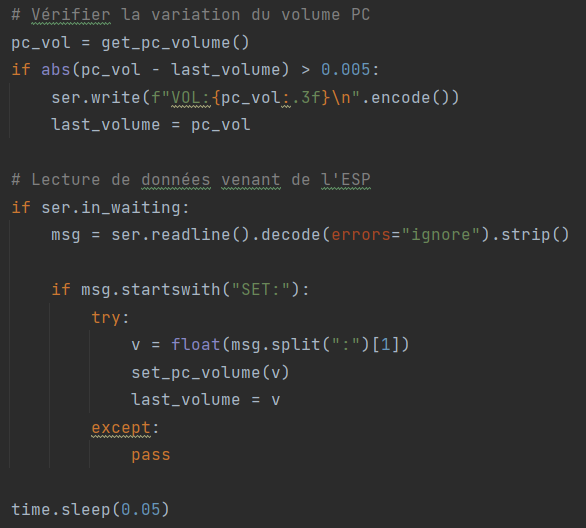 # Vérifier la variation du volume PC
pc_vol = get_pc_volume()
if abs(pc_vol - last_volume) > 0.005:
    ser.write(f"VOL:{pc_vol:.3f}\n".encode())
    last_volume = pc_vol

# Lecture de données venant de l'ESP
if ser.in_waiting:
    msg = ser.readline().decode(errors="ignore").strip()

    if msg.startswith("SET:"):
        try:
            v = float(msg.split(":")[1])
            set_pc_volume(v)
            last_volume = v
        except:
            pass

time.sleep(0.05)